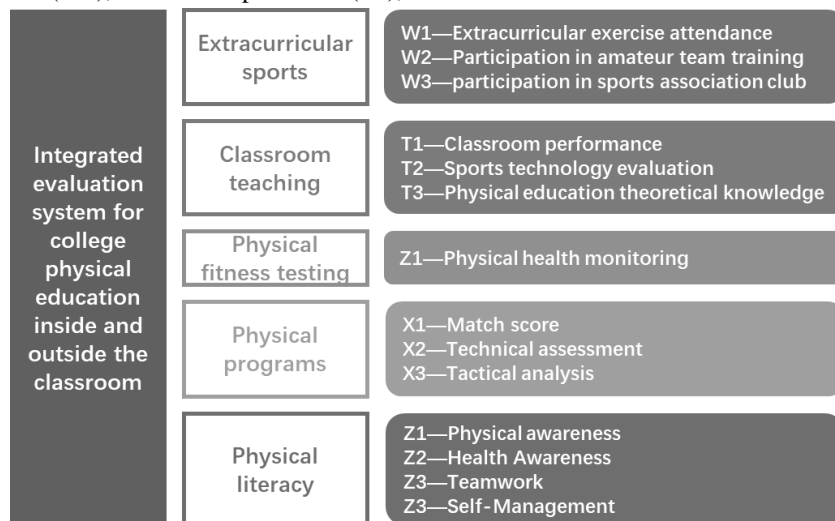 Integrated
evaluation
system for
college
physical
education
inside and
outside the
classroom
Extracurricular
sports
W1—Extracurricular exercise attendance
W2—Participation in amateur team training
W3—participation in sports association club
Classroom
teaching
T1—Classroom performance
T2—Sports technology evaluation
T3—Physical education theoretical knowledge
Physical
fitness testing
Z1—Physical health monitoring
Physical
programs
X1—Match score
X2—Technical assessment
X3—Tactical analysis
Physical
literacy
Z1—Physical awareness
Z2—Health Awareness
Z3—Teamwork
Z3—Self-Management